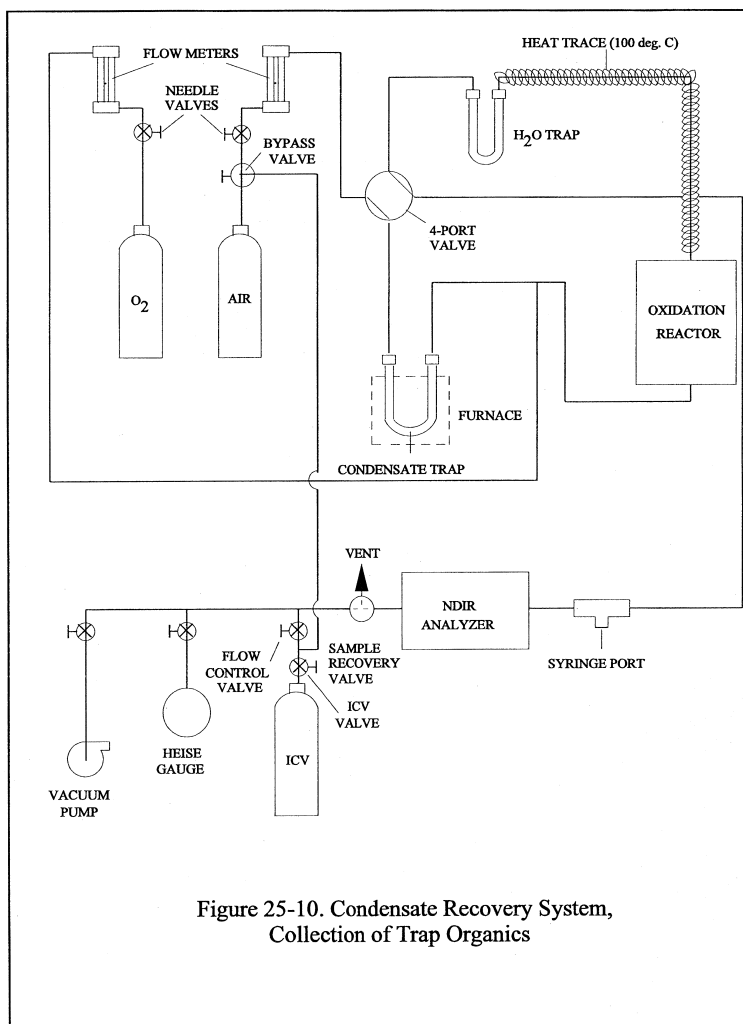 HEAT TRACE (100 deg. C)
FLOW METERS
NEEDLE
VALVES
H2O TRAP
BYPASS
VALVE
4-PORT
VALVE
O2
AIR
OXIDATION
REACTOR
FURNACE
CONDENSATE TRAP
VENT
NDIR
ANALYZER
SYRINGE PORT
FLOW
CONTROL
VALVE
SAMPLE
RECOVERY
VALVE
ICV
VALVE
HEISE
GAUGE
ICV
VACUUM
PUMP
Figure 25-10. Condensate Recovery System,
Collection of Trap Organics